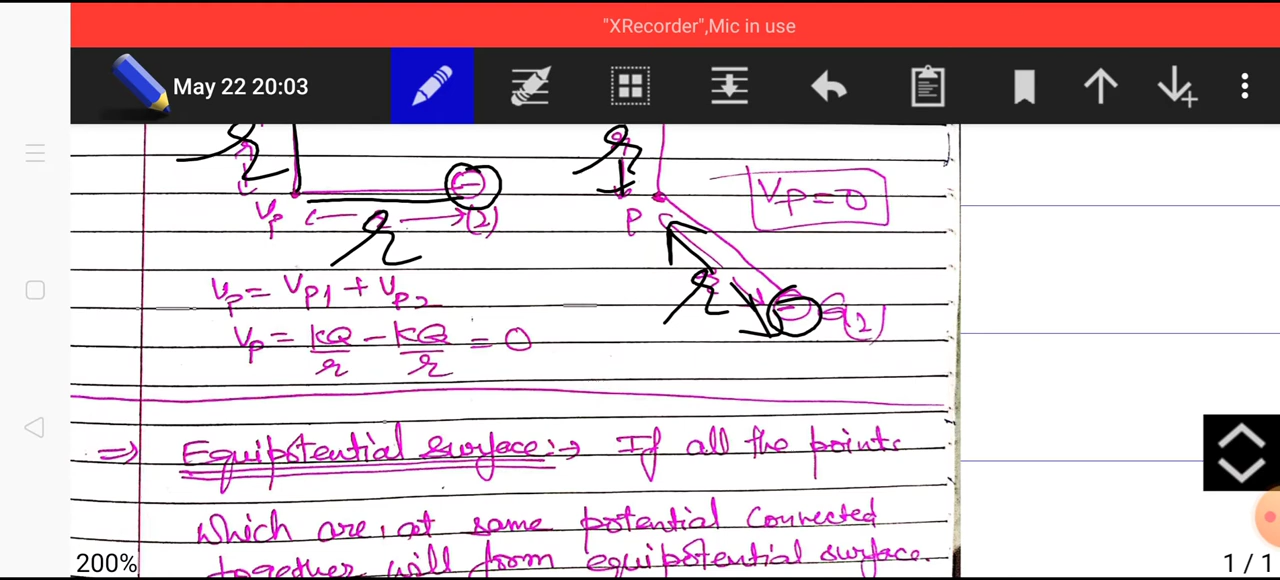 "XRecorder",Mic in use
May 22 20:03
r r
r r
Vp r (2) P Vp=0
r
Vp = Vp1 + Vp2 r (2)
Vp = KQ/r - KQ/r = 0
⇒ Equipotential surface:→ If all the points
which are, at same potential connected
together will from equipotential surface.
200% 1 / 1